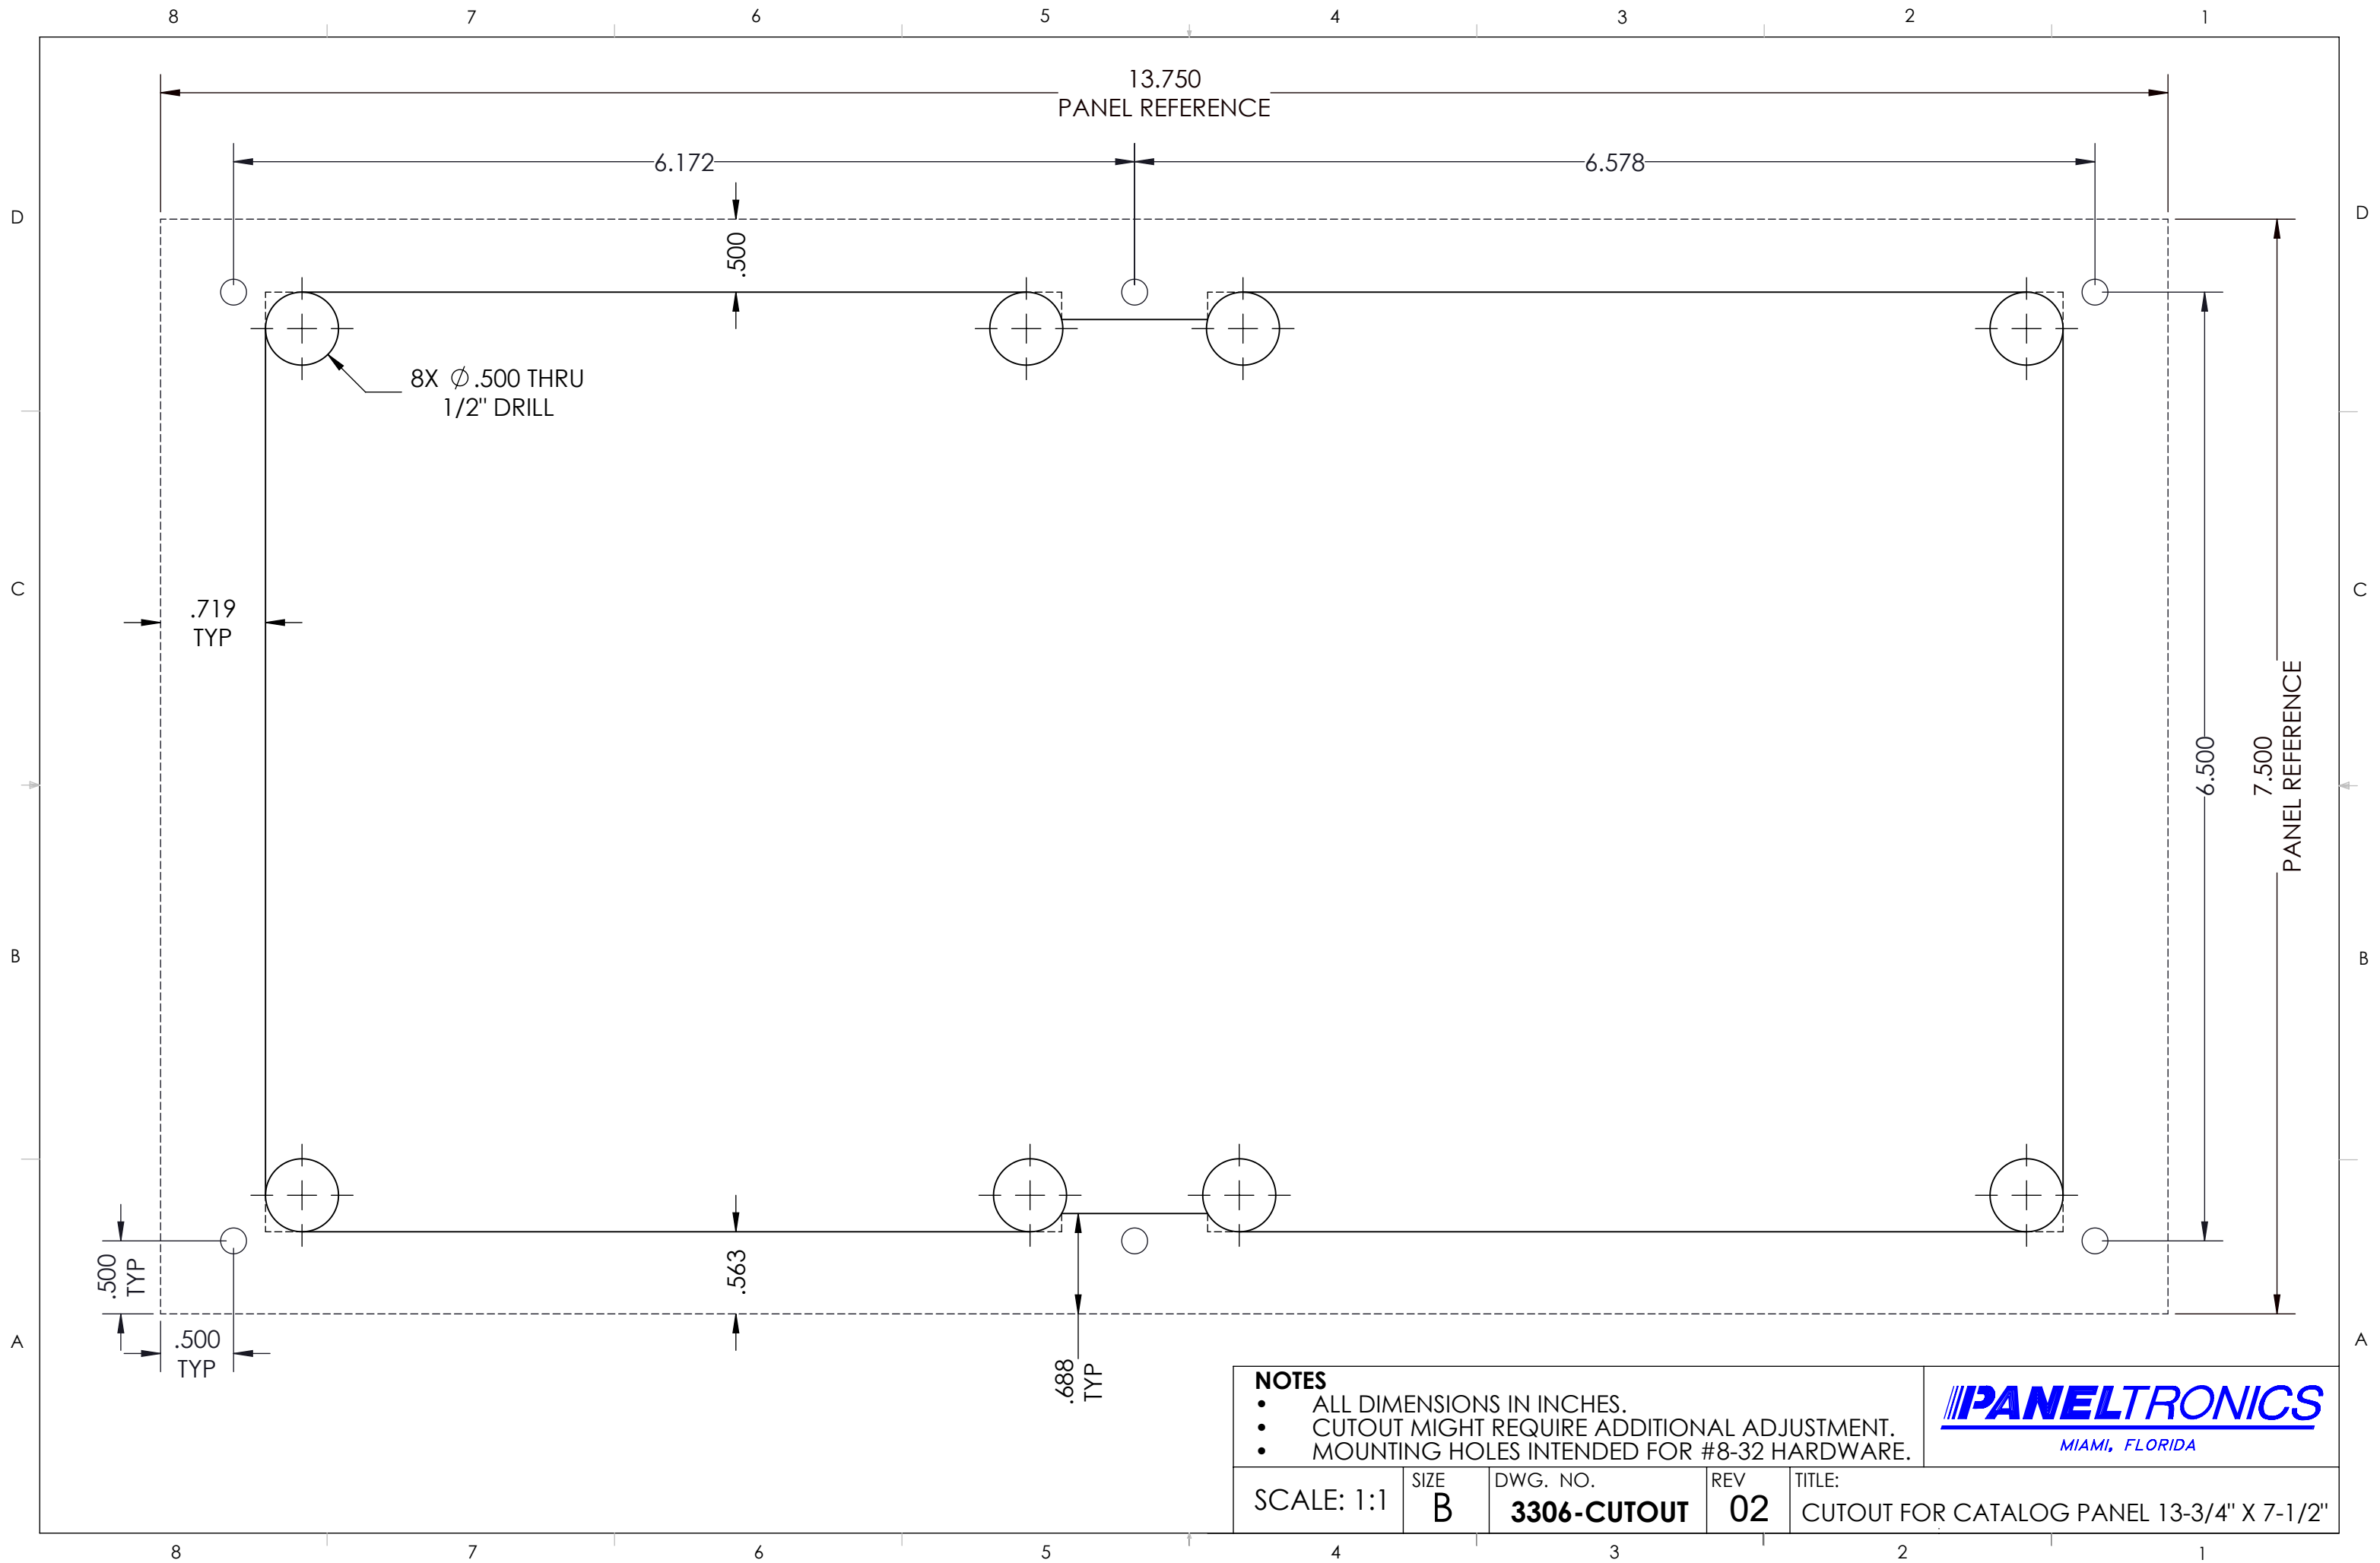 8 7 6 5 4 3 2 1
13.750
PANEL REFERENCE
6.172
6.578
D
D
.500
8X ∅.500 THRU
1/2" DRILL
C
C
.719
TYP
6.500
7.500
PANEL REFERENCE
B
B
.500
TYP
.563
.500
TYP
.688
TYP
A
A
NOTES
• ALL DIMENSIONS IN INCHES.
• CUTOUT MIGHT REQUIRE ADDITIONAL ADJUSTMENT.
• MOUNTING HOLES INTENDED FOR #8-32 HARDWARE.
PANELTRONICS
MIAMI, FLORIDA
SCALE: 1:1
SIZE
B
DWG. NO.
3306-CUTOUT
REV
02
TITLE:
CUTOUT FOR CATALOG PANEL 13-3/4" X 7-1/2"
8 7 6 5 4 3 2 1